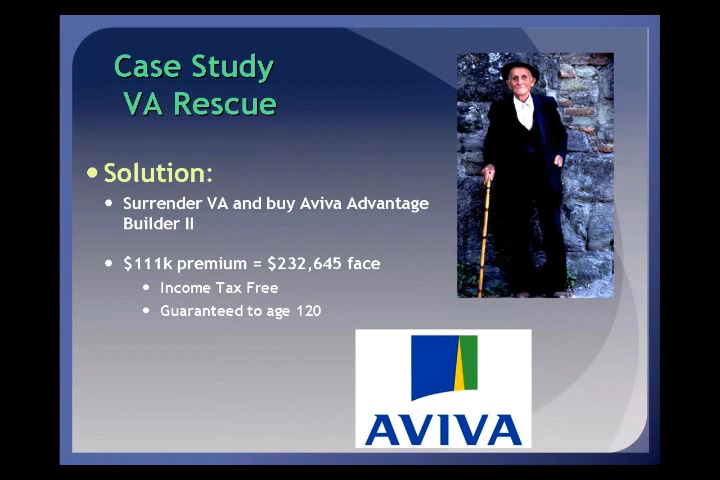 Case Study
VA Rescue
Solution:
Surrender VA and buy Aviva Advantage
Builder II
$111k premium = $232,645 face
Income Tax Free
Guaranteed to age 120
AVIVA